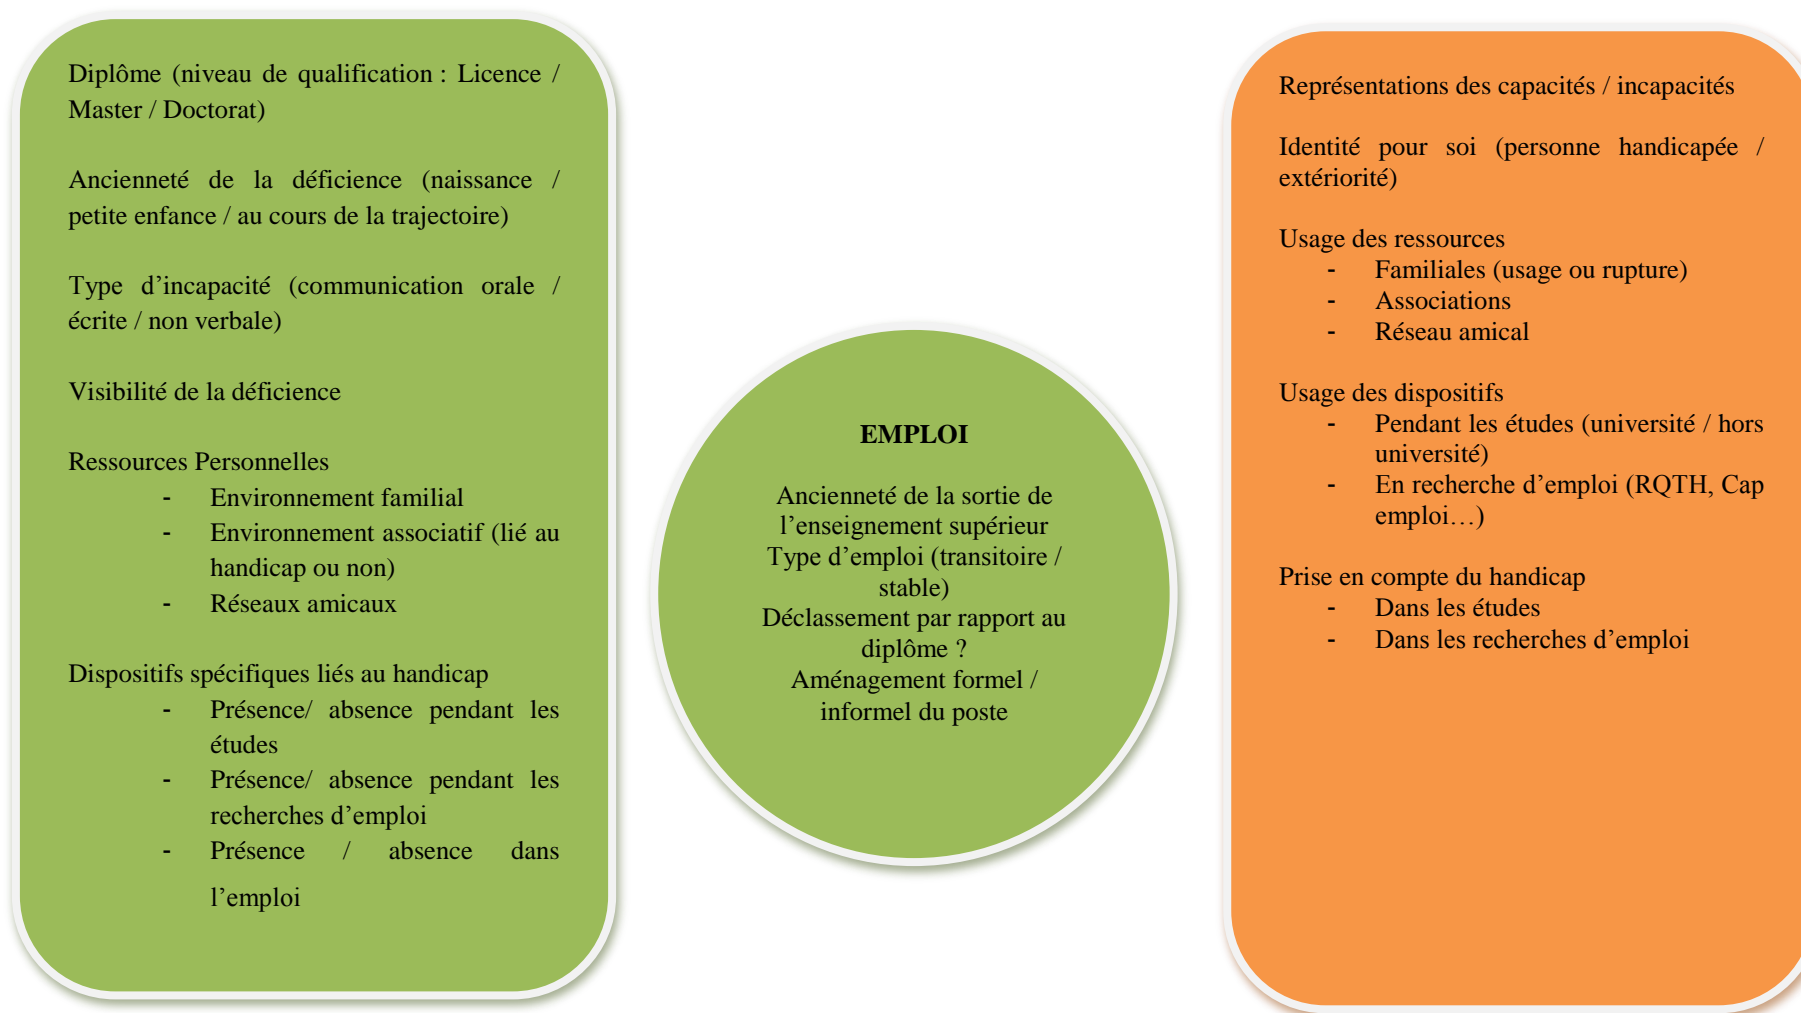 Diplôme (niveau de qualification : Licence /
Master / Doctorat)
Ancienneté de la déficience (naissance /
petite enfance / au cours de la trajectoire)
Type d’incapacité (communication orale /
écrite / non verbale)
Visibilité de la déficience
Ressources Personnelles
- Environnement familial
- Environnement associatif (lié au
handicap ou non)
- Réseaux amicaux
Dispositifs spécifiques liés au handicap
- Présence/ absence pendant les
études
- Présence/ absence pendant les
recherches d’emploi
- Présence / absence dans
l’emploi
EMPLOI
Ancienneté de la sortie de
l’enseignement supérieur
Type d’emploi (transitoire /
stable)
Déclassement par rapport au
diplôme ?
Aménagement formel /
informel du poste
Représentations des capacités / incapacités
Identité pour soi (personne handicapée /
extériorité)
Usage des ressources
- Familiales (usage ou rupture)
- Associations
- Réseau amical
Usage des dispositifs
- Pendant les études (université / hors
université)
- En recherche d’emploi (RQTH, Cap
emploi…)
Prise en compte du handicap
- Dans les études
- Dans les recherches d’emploi